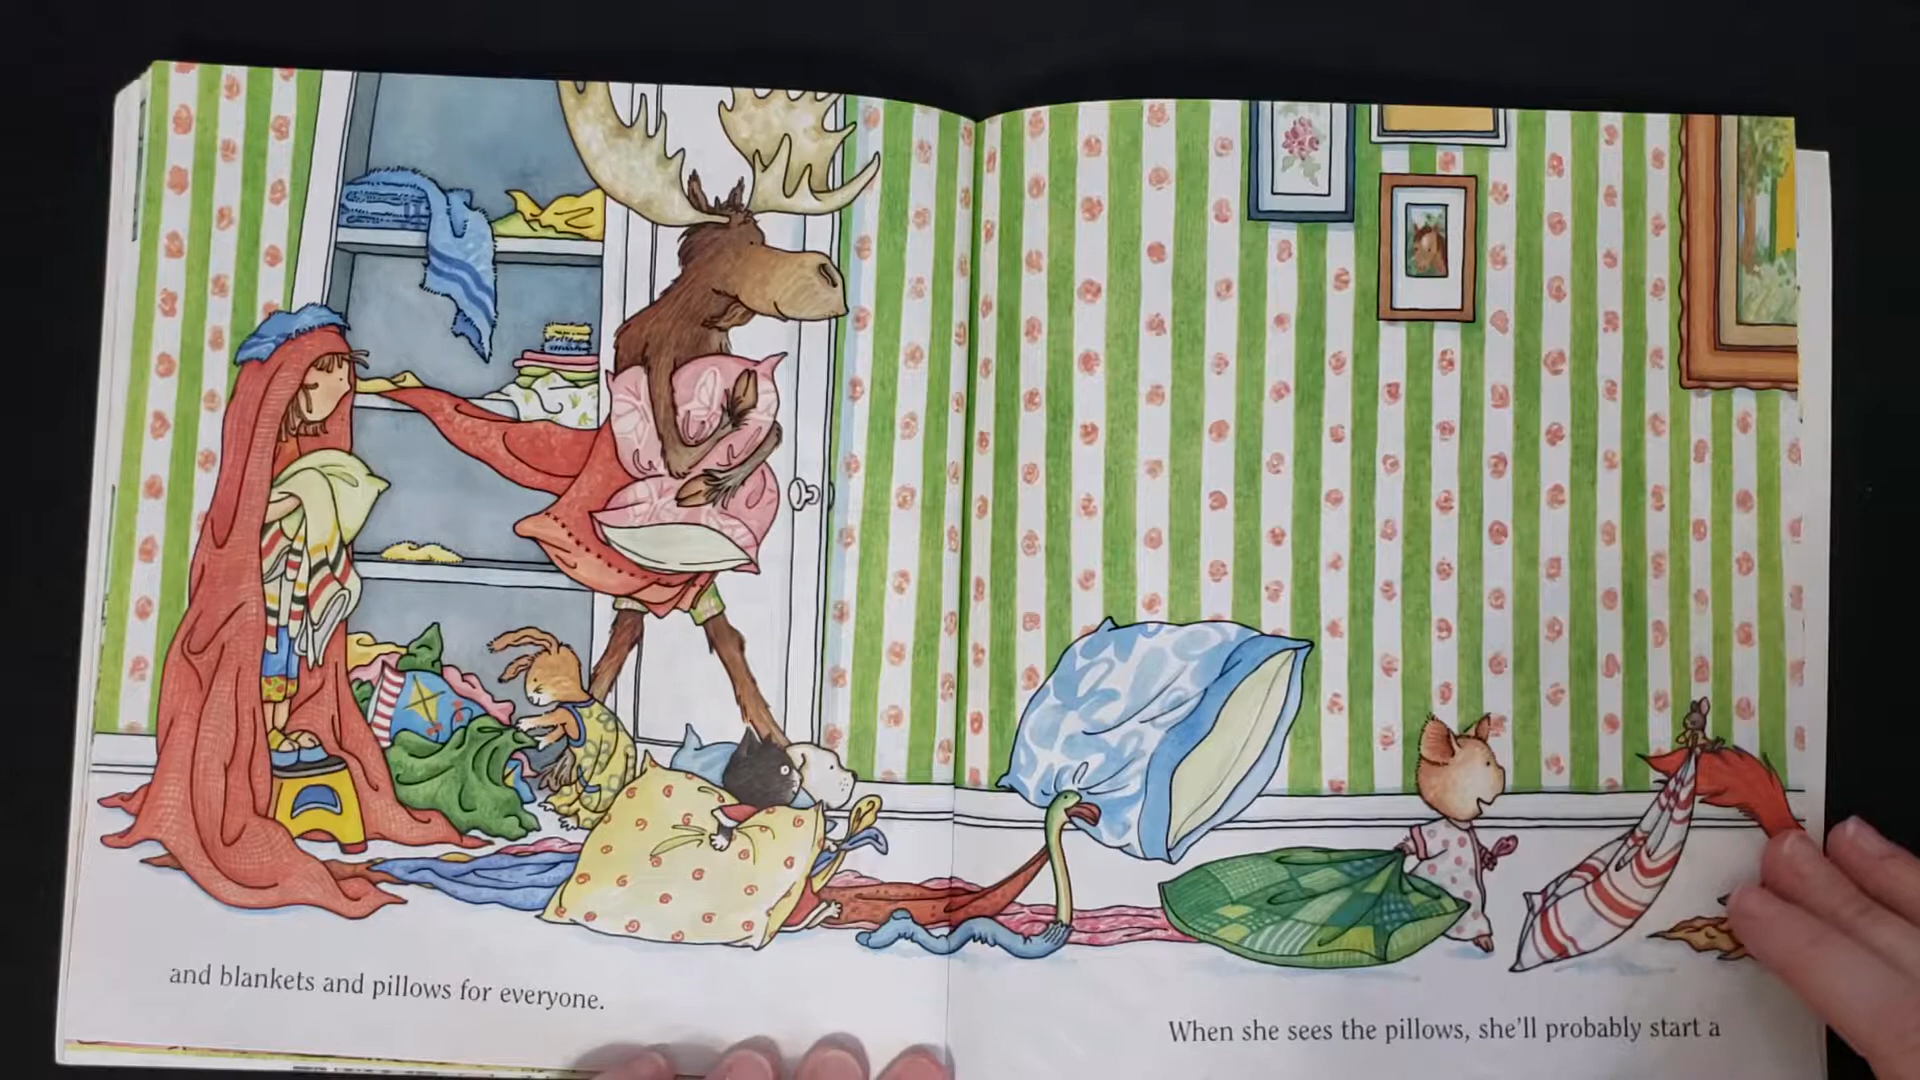 and blankets and pillows for everyone.
When she sees the pillows, she'll probably start a